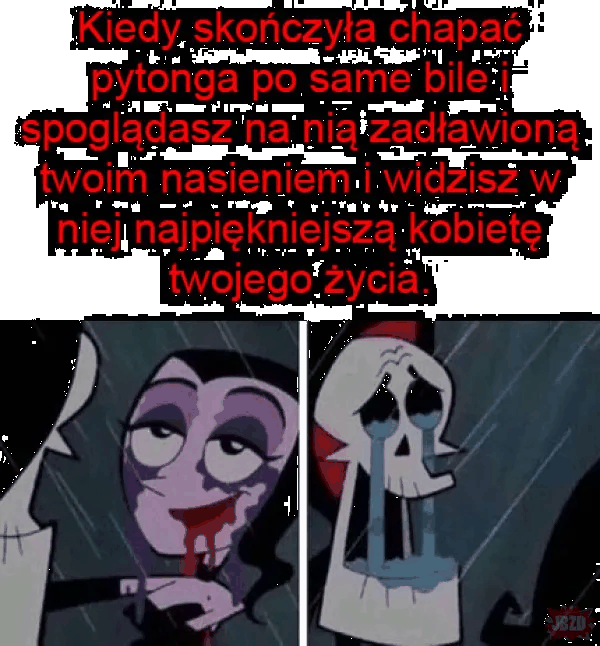 Kiedy skończyła chapać
pytonga po same bile i
spoglądasz na nią zadławioną
twoim nasieniem i widzisz w
niej najpiękniejszą kobietę
twojego życia.
JBZD